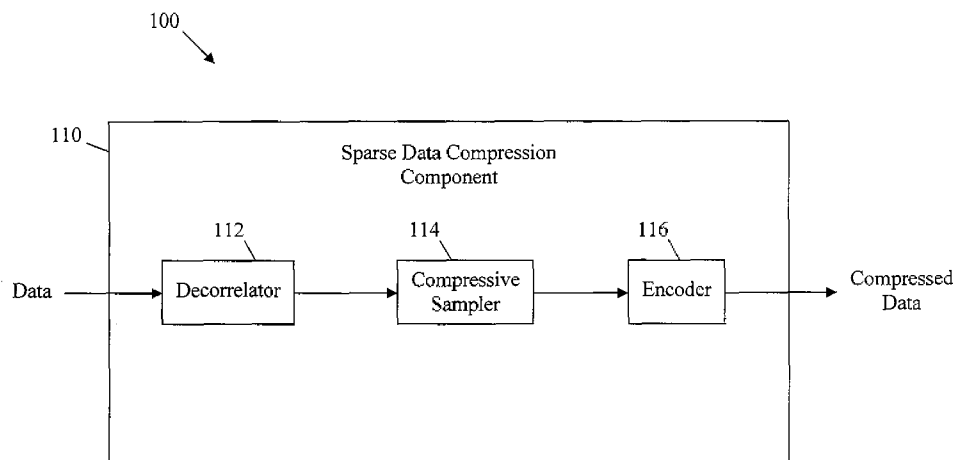 100
110
Sparse Data Compression
Component
112
114
116
Data
Decorrelator
Compressive
Sampler
Encoder
Compressed
Data